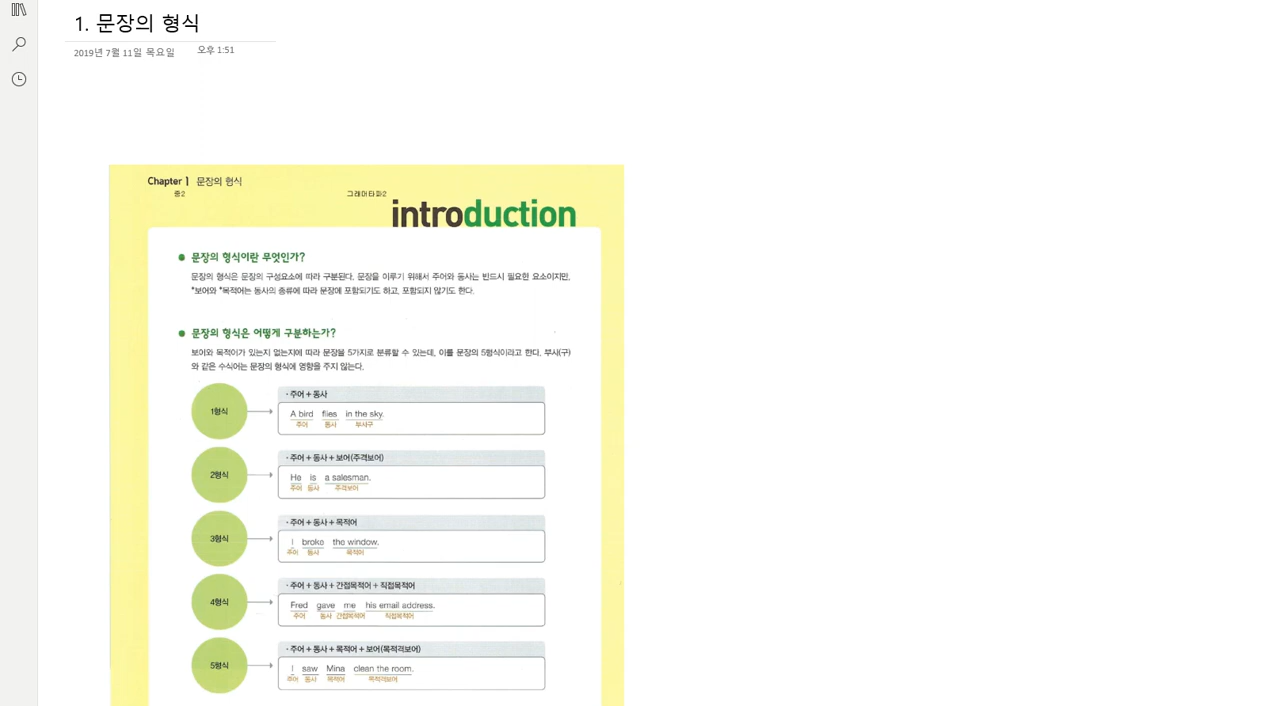 1. 문장의 형식
2019년 7월 11일 목요일 오후 1:51
Chapter 1 문장의 형식
중2 그래머타파2
introduction
문장의 형식이란 무엇인가?
문장의 형식은 문장의 구성요소에 따라 구분된다. 문장을 이루기 위해서 주어와 동사는 반드시 필요한 요소이지만,
*보어와 *목적어는 동사의 종류에 따라 문장에 포함되기도 하고, 포함되지 않기도 한다.
문장의 형식은 어떻게 구분하는가?
보어와 목적어가 있는지 없는지에 따라 문장을 5가지로 분류할 수 있는데, 이를 문장의 5형식이라고 한다. 부사(구)
와 같은 수식어는 문장의 형식에 영향을 주지 않는다.
1형식
· 주어 + 동사
A bird flies in the sky.
주어 동사 부사구
2형식
· 주어 + 동사 + 보어(주격보어)
He is a salesman.
주어 동사 주격보어
3형식
· 주어 + 동사 + 목적어
I broke the window.
주어 동사 목적어
4형식
· 주어 + 동사 + 간접목적어 + 직접목적어
Fred gave me his email address.
주어 동사 간접목적어 직접목적어
5형식
· 주어 + 동사 + 목적어 + 보어(목적격보어)
I saw Mina clean the room.
주어 동사 목적어 목적격보어